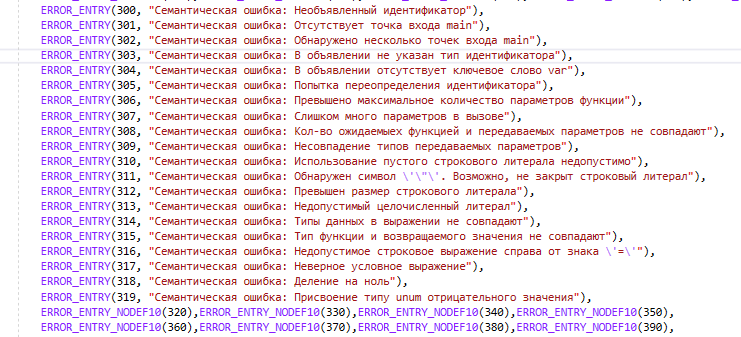 ERROR_ENTRY(300, "Семантическая ошибка: Необъявленный идентификатор"),
ERROR_ENTRY(301, "Семантическая ошибка: Отсутствует точка входа main"),
ERROR_ENTRY(302, "Семантическая ошибка: Обнаружено несколько точек входа main"),
ERROR_ENTRY(303, "Семантическая ошибка: В объявлении не указан тип идентификатора"),
ERROR_ENTRY(304, "Семантическая ошибка: В объявлении отсутствует ключевое слово var"),
ERROR_ENTRY(305, "Семантическая ошибка: Попытка переопределения идентификатора"),
ERROR_ENTRY(306, "Семантическая ошибка: Превышено максимальное количество параметров функции"),
ERROR_ENTRY(307, "Семантическая ошибка: Слишком много параметров в вызове"),
ERROR_ENTRY(308, "Семантическая ошибка: Кол-во ожидаемыех функцией и передаваемых параметров не совпадают"),
ERROR_ENTRY(309, "Семантическая ошибка: Несовпадение типов передаваемых параметров"),
ERROR_ENTRY(310, "Семантическая ошибка: Использование пустого строкового литерала недопустимо"),
ERROR_ENTRY(311, "Семантическая ошибка: Обнаружен символ \'\"\'. Возможно, не закрыт строковый литерал"),
ERROR_ENTRY(312, "Семантическая ошибка: Превышен размер строкового литерала"),
ERROR_ENTRY(313, "Семантическая ошибка: Недопустимый целочисленный литерал"),
ERROR_ENTRY(314, "Семантическая ошибка: Типы данных в выражении не совпадают"),
ERROR_ENTRY(315, "Семантическая ошибка: Тип функции и возвращаемого значения не совпадают"),
ERROR_ENTRY(316, "Семантическая ошибка: Недопустимое строковое выражение справа от знака \'=\'"),
ERROR_ENTRY(317, "Семантическая ошибка: Неверное условное выражение"),
ERROR_ENTRY(318, "Семантическая ошибка: Деление на ноль"),
ERROR_ENTRY(319, "Семантическая ошибка: Присвоение типу unum отрицательного значения"),
ERROR_ENTRY_NODEF10(320),ERROR_ENTRY_NODEF10(330),ERROR_ENTRY_NODEF10(340),ERROR_ENTRY_NODEF10(350),
ERROR_ENTRY_NODEF10(360),ERROR_ENTRY_NODEF10(370),ERROR_ENTRY_NODEF10(380),ERROR_ENTRY_NODEF10(390),